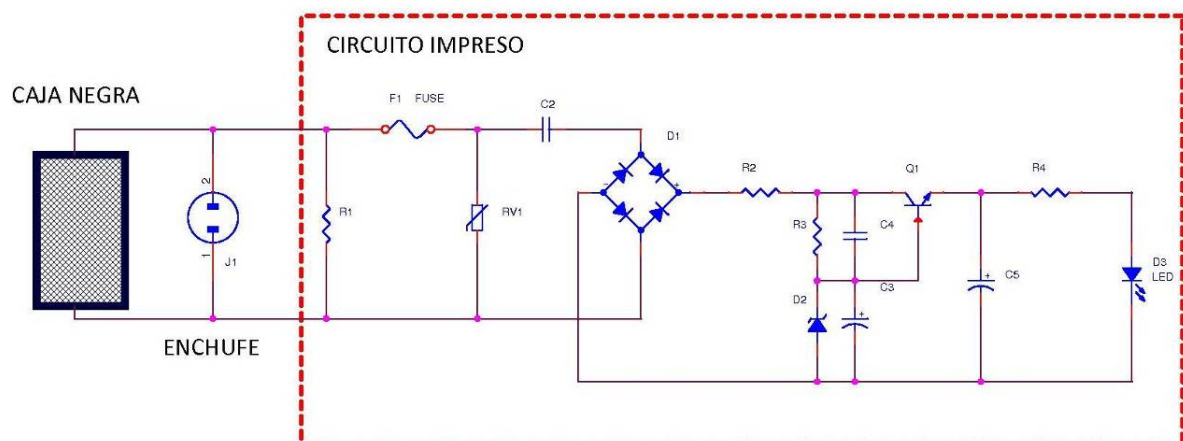 CIRCUITO IMPRESO
CAJA NEGRA
F1 FUSE
C2
D1
R2
Q1
R4
2
1
J1
R1
RV1
- +
R3
C4
D2
C3
+
+
C5
D3
LED
ENCHUFE